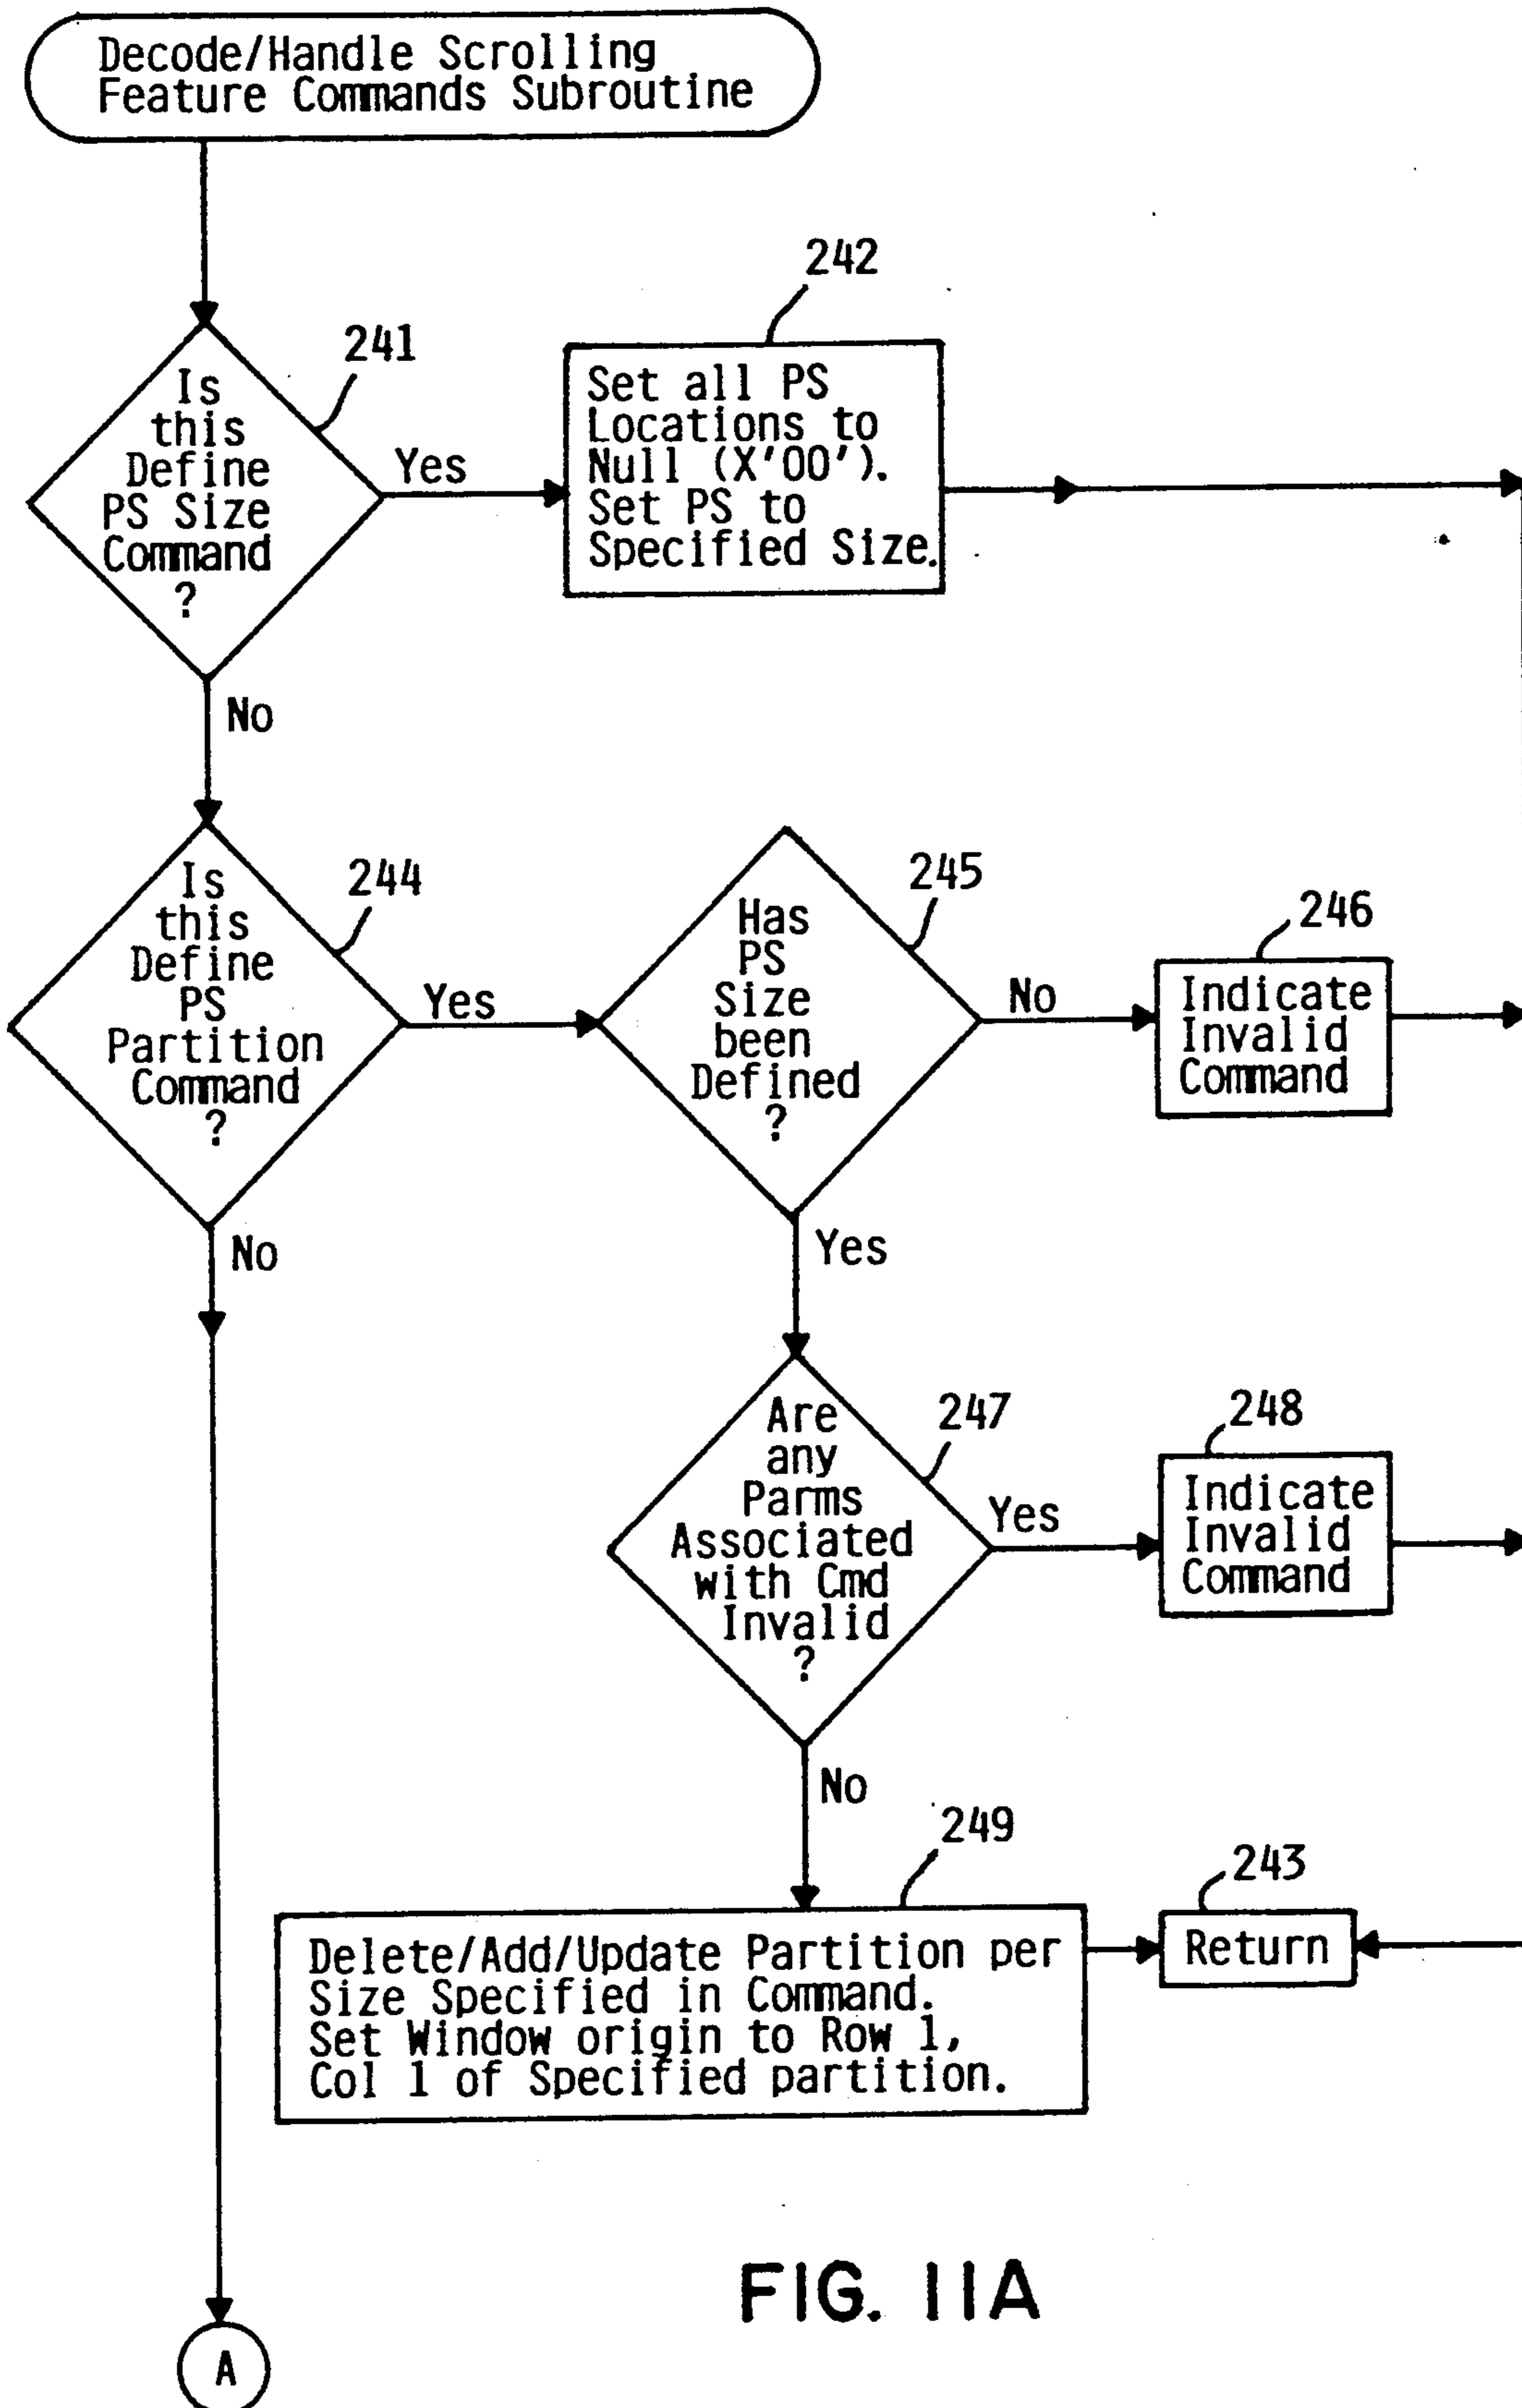 Decode/Handle Scrolling
Feature Commands Subroutine
241
Is
this
Define
PS Size
Command
?
Yes
242
Set all PS
Locations to
Null (X'00').
Set PS to
Specified Size.
No
244
Is
this
Define
PS
Partition
Command
?
Yes
245
Has
PS
Size
been
Defined
?
No
246
Indicate
Invalid
Command
No
Yes
247
Are
any
Parms
Associated
with Cmd
Invalid
?
Yes
248
Indicate
Invalid
Command
No
249
Delete/Add/Update Partition per
Size Specified in Command.
Set Window origin to Row 1,
Col 1 of Specified partition.
243
Return
FIG. 11A
A